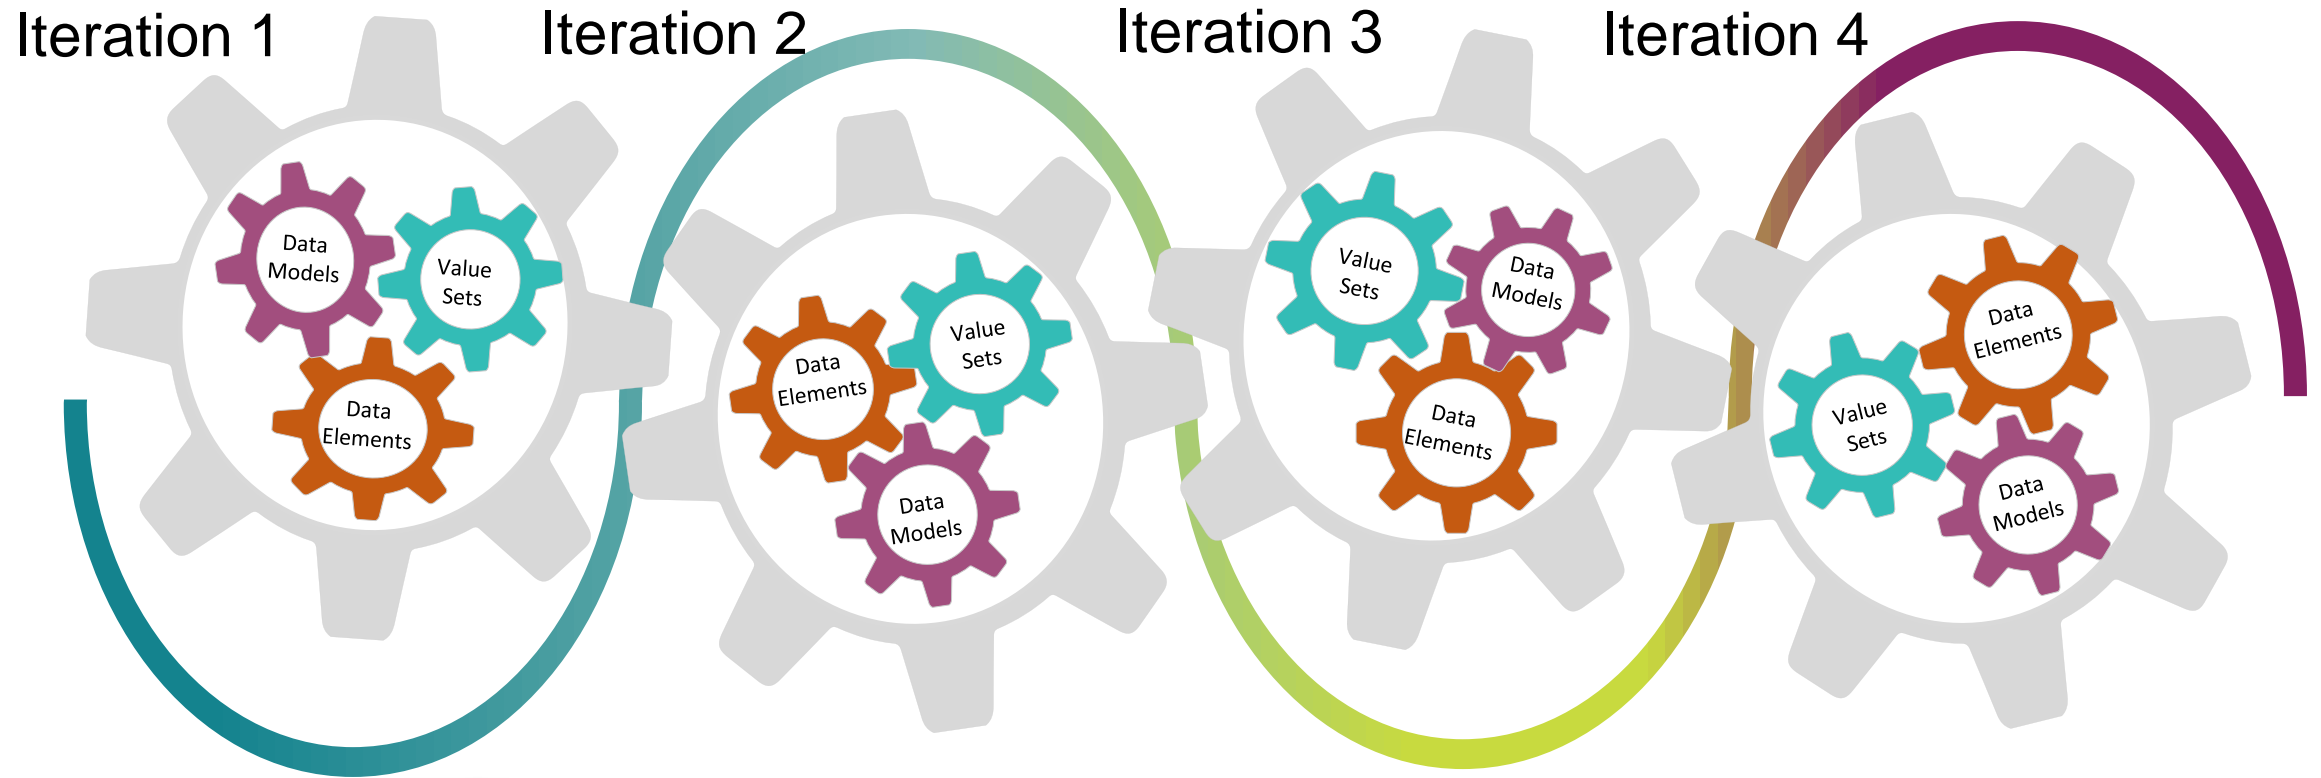 Iteration 1
Data
Models
Value
Sets
Data
Elements
Iteration 2
Value
Sets
Data
Elements
Data
Models
Iteration 3
Value
Sets
Data
Models
Data
Elements
Iteration 4
Data
Elements
Value
Sets
Data
Models